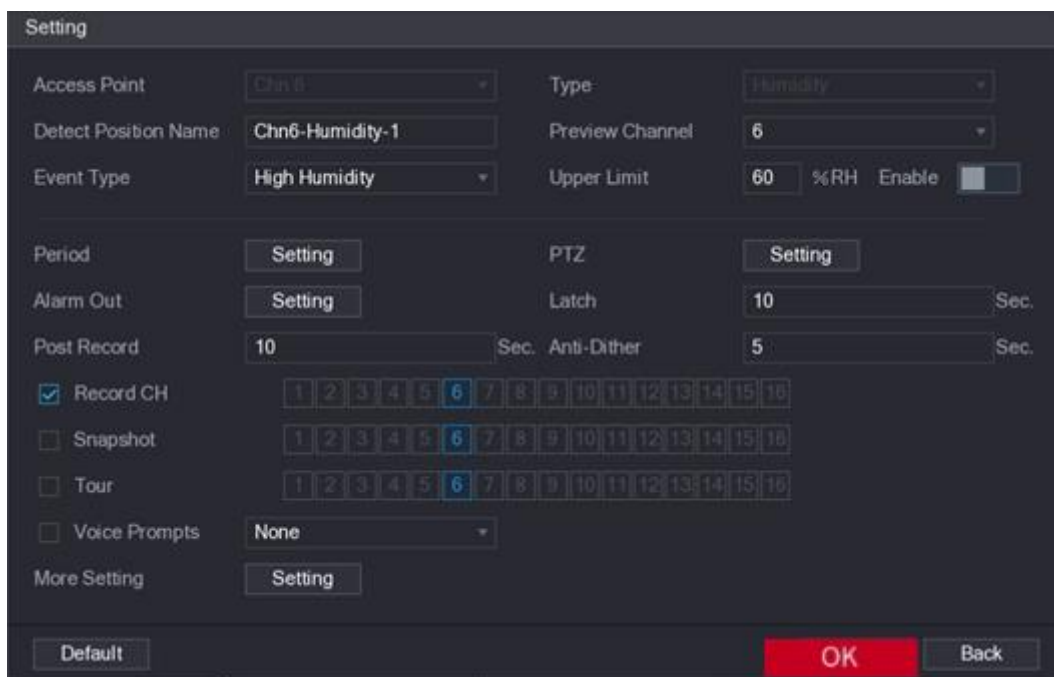 Setting
Access Point Chn 6 Type Humidity
Detect Position Name Chn6-Humidity-1 Preview Channel 6
Event Type High Humidity Upper Limit 60 %RH Enable
Period Setting PTZ Setting
Alarm Out Setting Latch 10 Sec.
Post Record 10 Sec. Anti-Dither 5 Sec.
Record CH 1 2 3 4 5 6 7 8 9 10 11 12 13 14 15 16
Snapshot 1 2 3 4 5 6 7 8 9 10 11 12 13 14 15 16
Tour 1 2 3 4 5 6 7 8 9 10 11 12 13 14 15 16
Voice Prompts None
More Setting Setting
Default OK Back